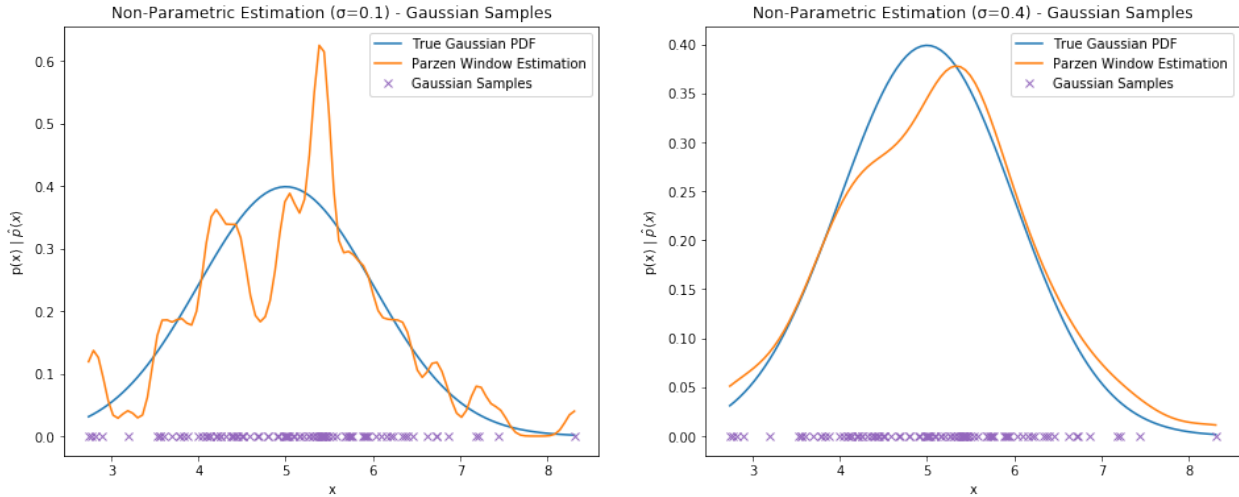 Non-Parametric Estimation (σ=0.1) - Gaussian Samples
True Gaussian PDF
Parzen Window Estimation
Gaussian Samples
p(x) | p̂(x)
0.6
0.5
0.4
0.3
0.2
0.1
0.0
3 4 5 6 7 8
x
Non-Parametric Estimation (σ=0.4) - Gaussian Samples
True Gaussian PDF
Parzen Window Estimation
Gaussian Samples
p(x) | p̂(x)
0.40
0.35
0.30
0.25
0.20
0.15
0.10
0.05
0.00
3 4 5 6 7 8
x